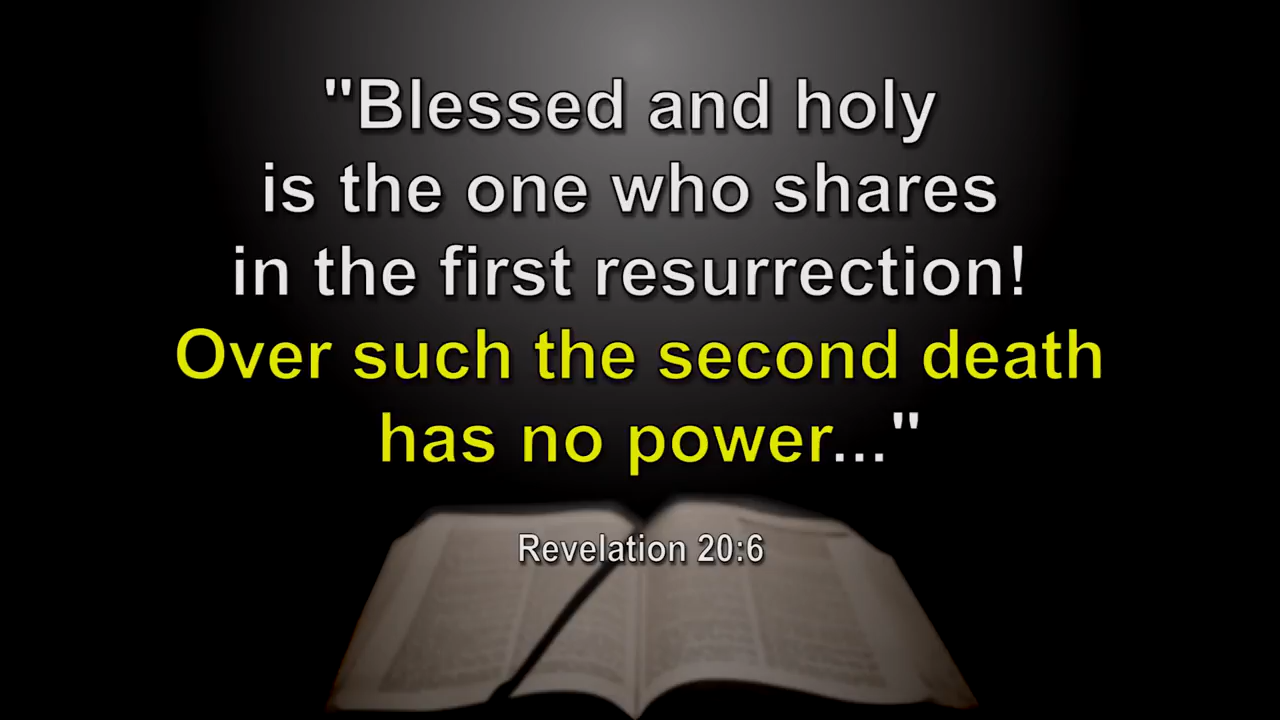 "Blessed and holy
is the one who shares
in the first resurrection!
Over such the second death
has no power..."
Revelation 20:6